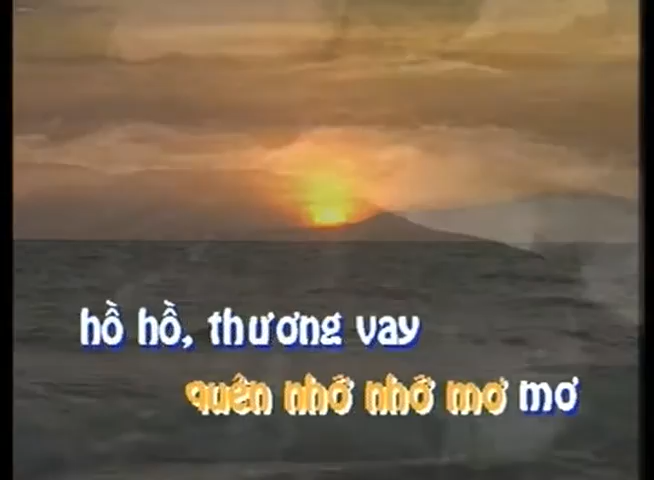 hồ hồ, thương vay
quên nhớ nhớ mơ mơ